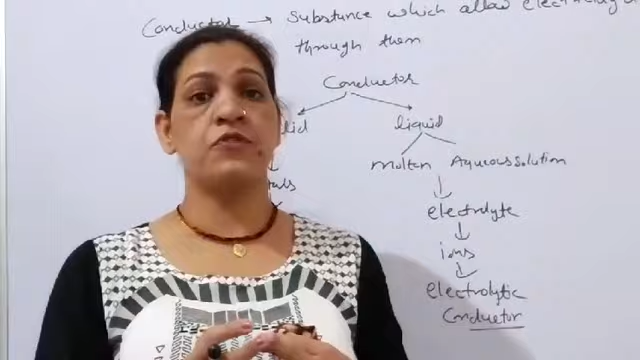 Conductor → Substance which allow
through them
Conductor
liquid
molten Aqueous solution
electrolyte
ions
electrolytic
Conductor